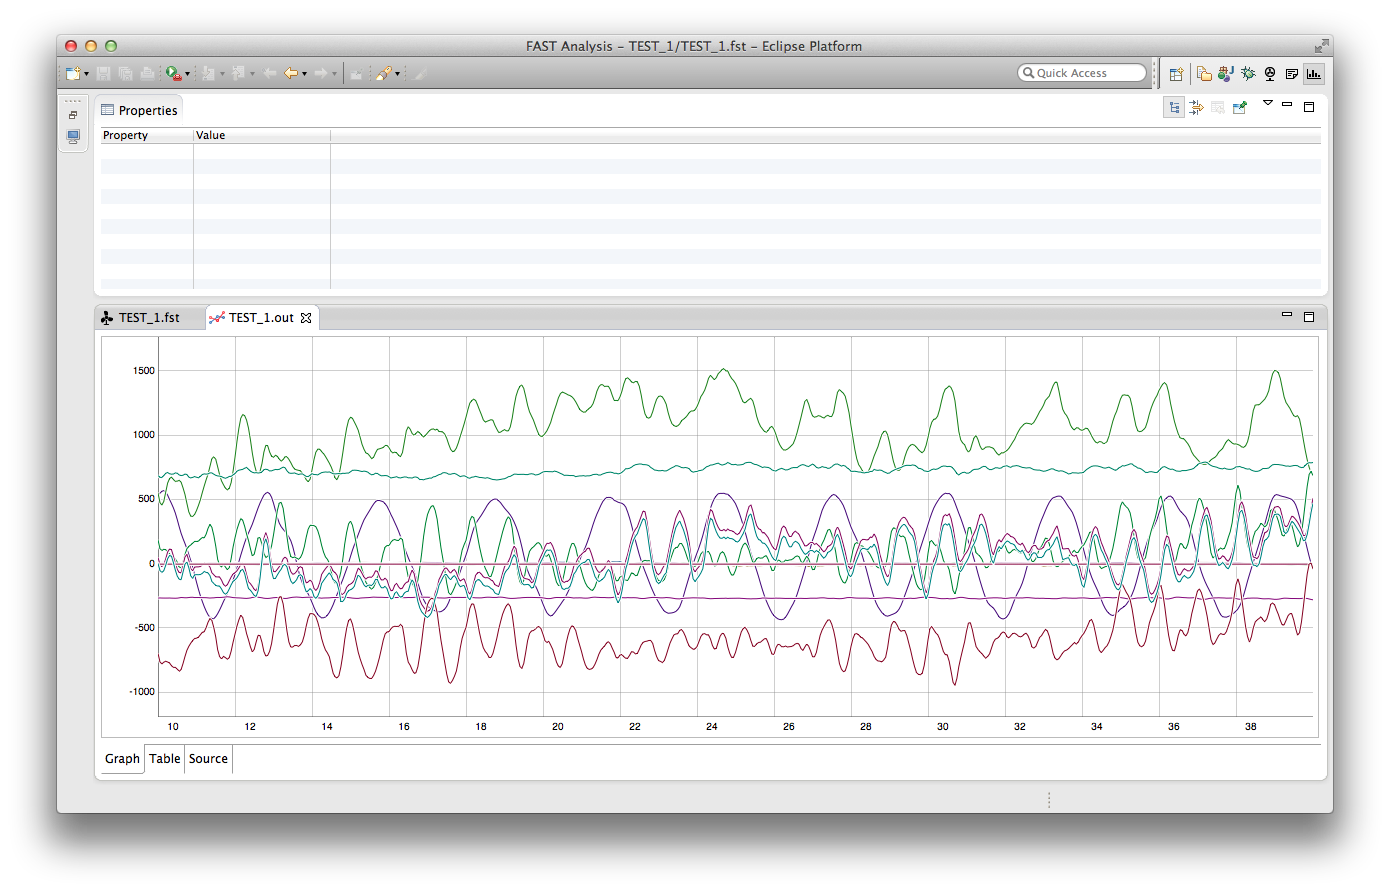 FAST Analysis – TEST_1/TEST_1.fst – Eclipse Platform
Quick Access
Properties
Property Value
TEST_1.fst TEST_1.out
1500
1000
500
0
-500
-1000
10 12 14 16 18 20 22 24 26 28 30 32 34 36 38
Graph Table Source